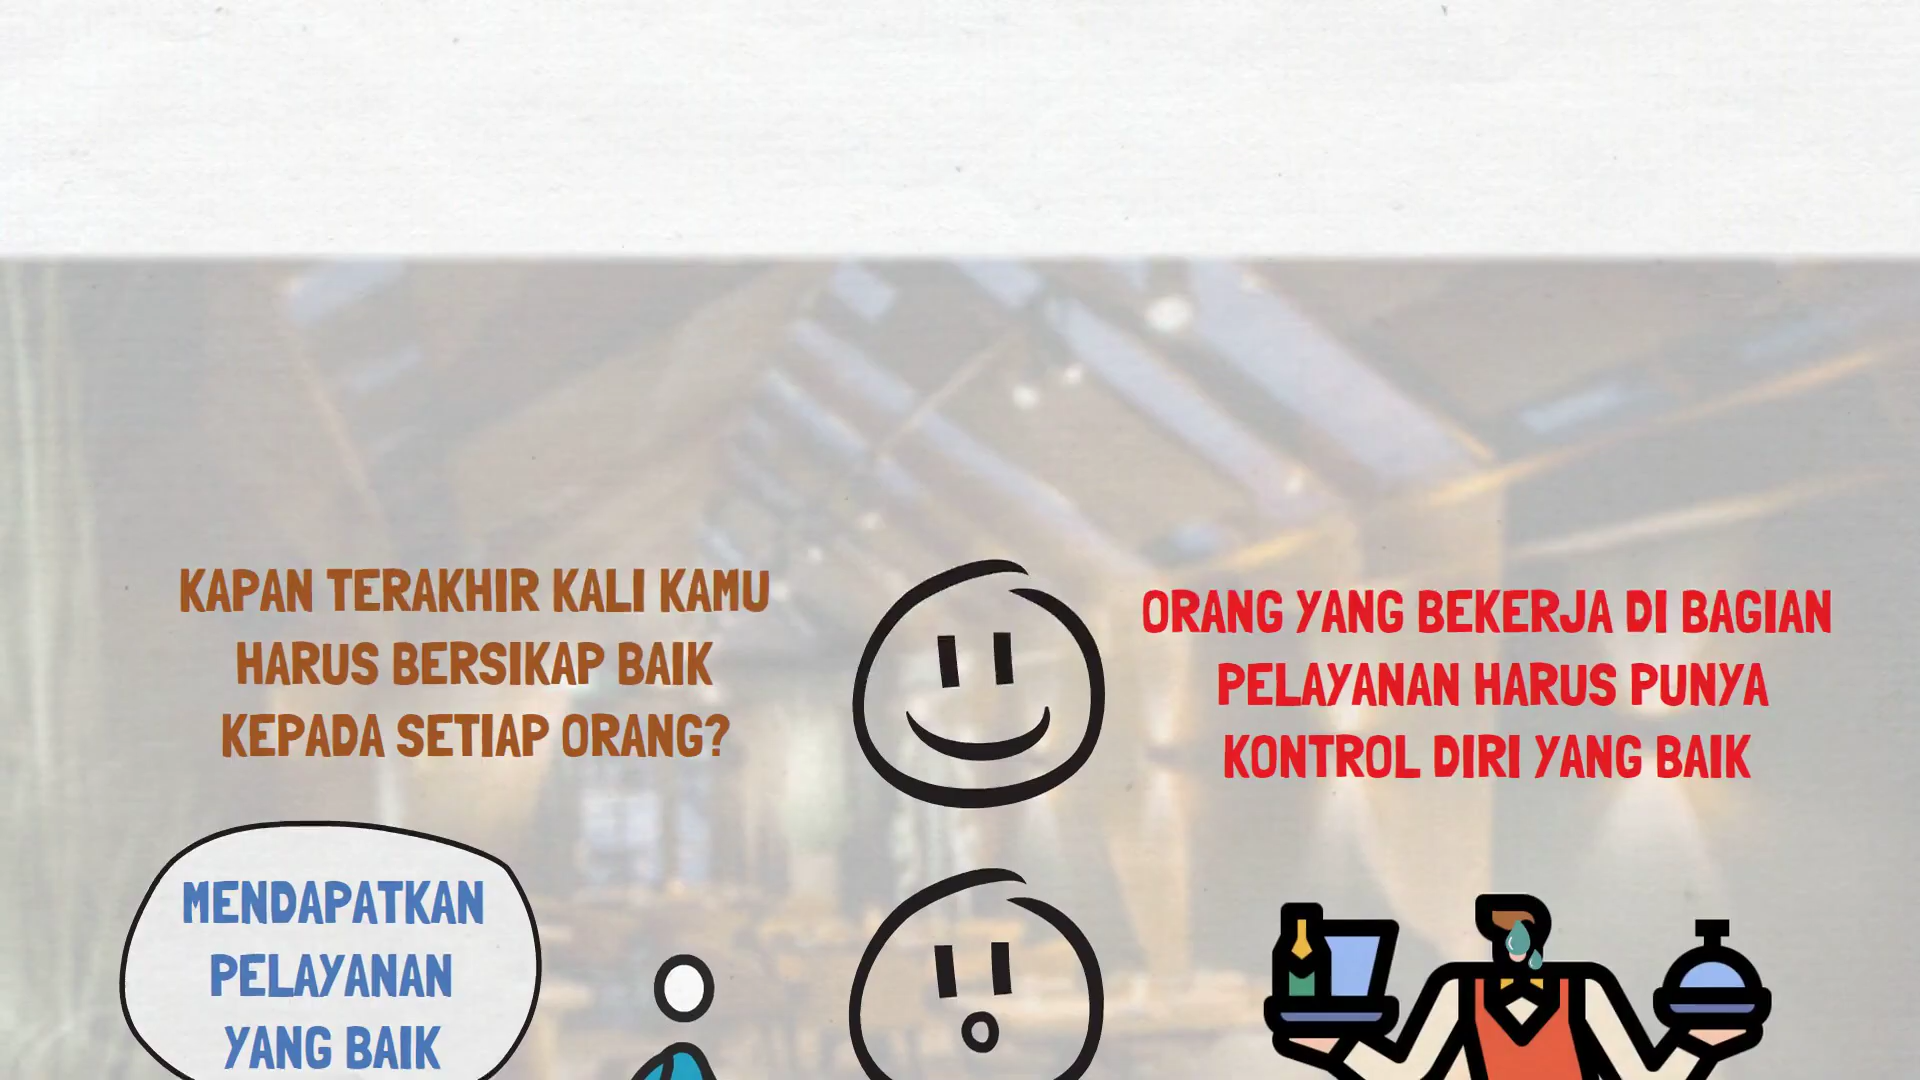 KAPAN TERAKHIR KALI KAMU
HARUS BERSIKAP BAIK
KEPADA SETIAP ORANG?
ORANG YANG BEKERJA DI BAGIAN
PELAYANAN HARUS PUNYA
KONTROL DIRI YANG BAIK
MENDAPATKAN
PELAYANAN
YANG BAIK